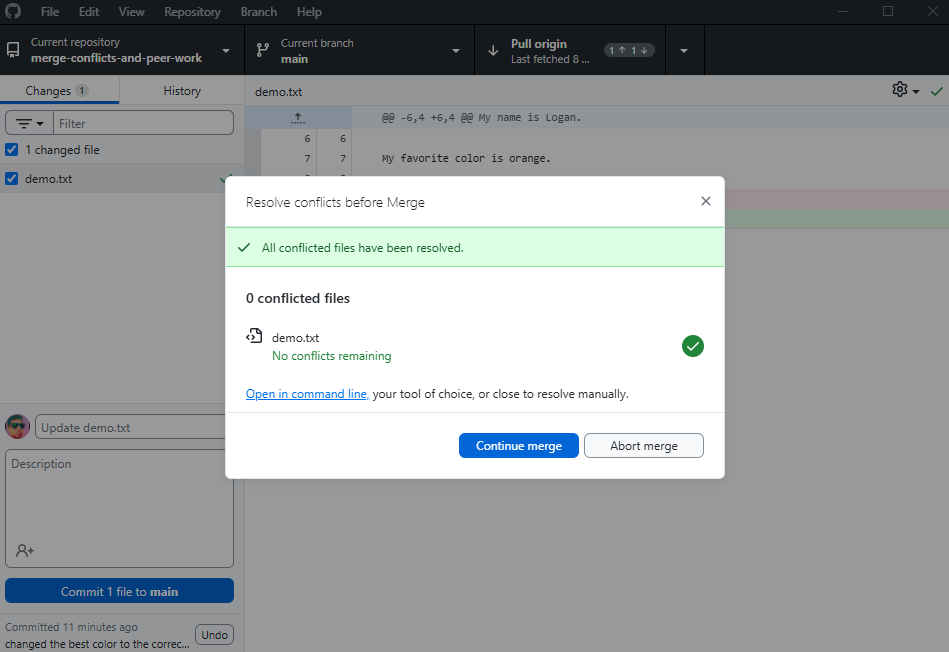 File Edit View Repository Branch Help
Current repository
merge-conflicts-and-peer-work
Current branch
main
Pull origin
Last fetched 8 ...
1 ↑ 1 ↓
Changes 1
History
Filter
1 changed file
demo.txt
demo.txt
@@ -6,4 +6,4 @@ My name is Logan.
6 6
7 7 My favorite color is orange.
Resolve conflicts before Merge
All conflicted files have been resolved.
0 conflicted files
demo.txt
No conflicts remaining
Open in command line, your tool of choice, or close to resolve manually.
Continue merge
Abort merge
Update demo.txt
Description
Commit 1 file to main
Committed 11 minutes ago
changed the best color to the correc...
Undo